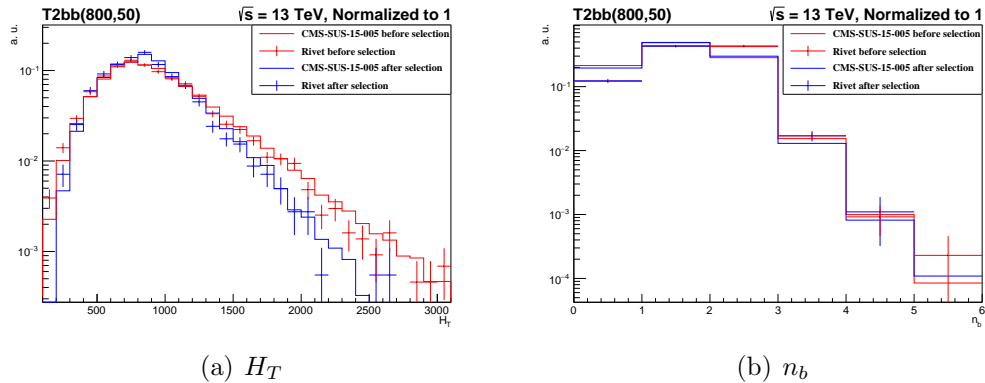 T2bb(800,50) √s = 13 TeV, Normalized to 1
a. u.
CMS-SUS-15-005 before selection
Rivet before selection
CMS-SUS-15-005 after selection
Rivet after selection
10⁻¹
10⁻²
10⁻³
500 1000 1500 2000 2500 3000
H_T
(a) H_T
T2bb(800,50) √s = 13 TeV, Normalized to 1
a. u.
CMS-SUS-15-005 before selection
Rivet before selection
CMS-SUS-15-005 after selection
Rivet after selection
10⁻¹
10⁻²
10⁻³
10⁻⁴
0 1 2 3 4 5 6
n_b
(b) n_b